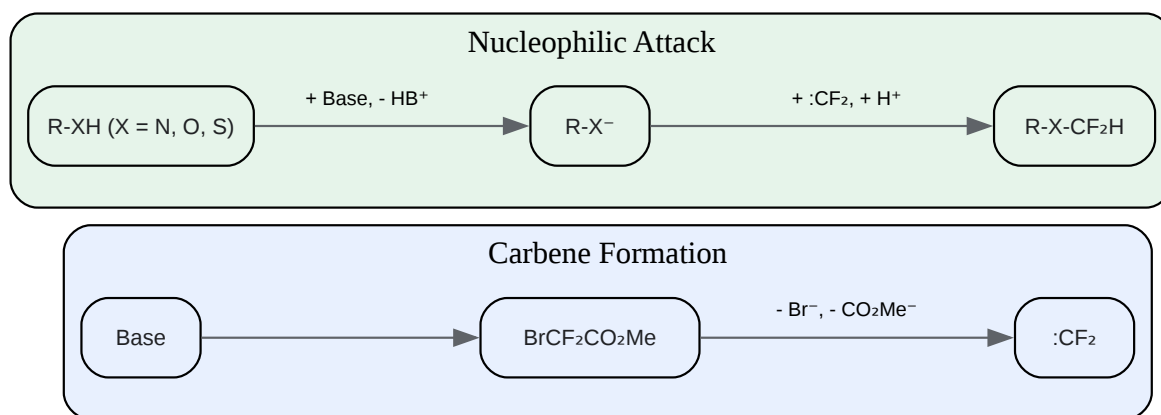 Nucleophilic Attack
R-XH (X = N, O, S)
+ Base, - HB⁺
R-X⁻
+ :CF₂, + H⁺
R-X-CF₂H
Carbene Formation
Base
BrCF₂CO₂Me
- Br⁻, - CO₂Me⁻
:CF₂